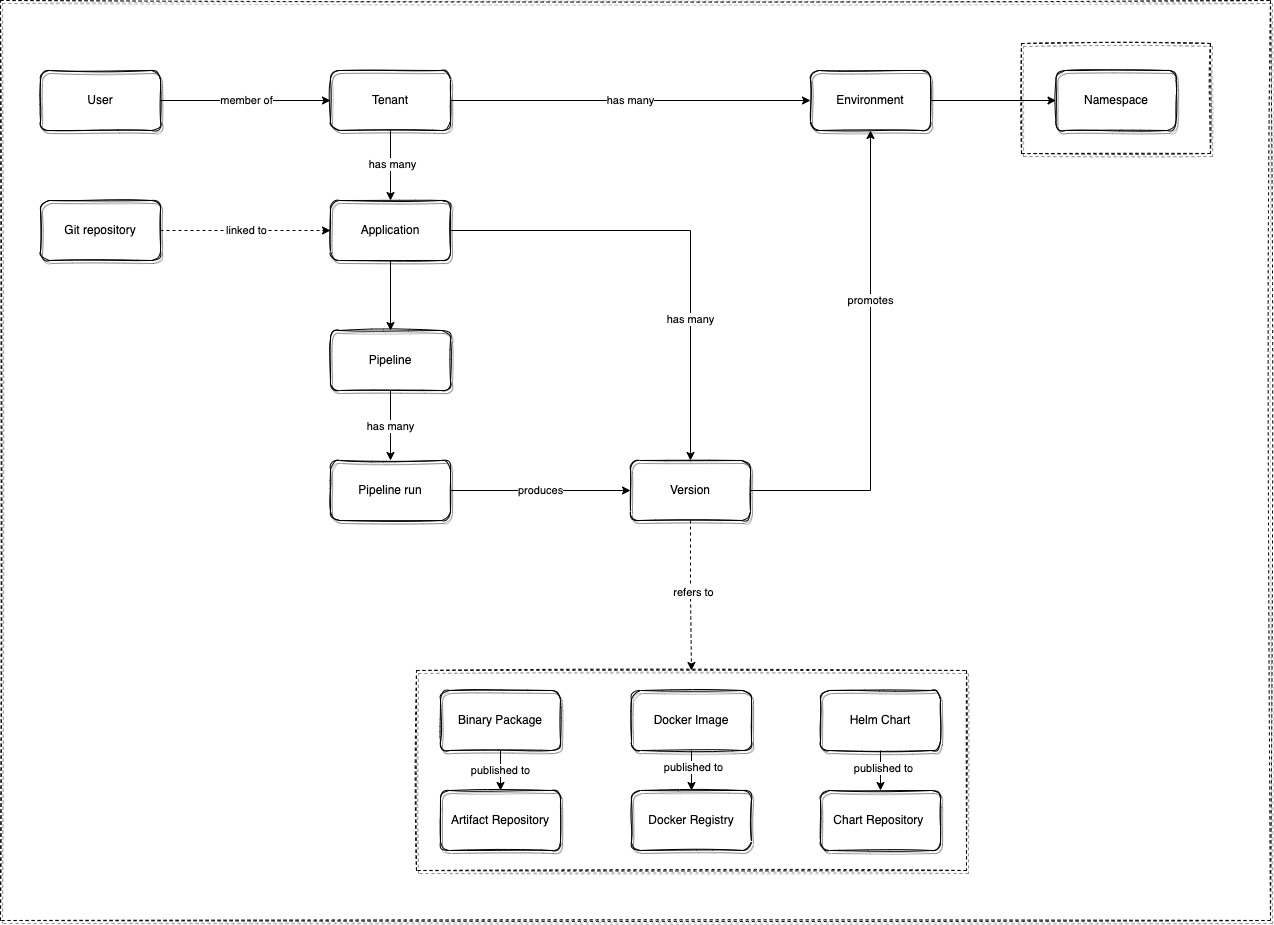 User
member of
Tenant
has many
Environment
Namespace
has many
Git repository
linked to
Application
promotes
has many
Pipeline
has many
Pipeline run
produces
Version
refers to
Binary Package
Docker Image
Helm Chart
published to
published to
published to
Artifact Repository
Docker Registry
Chart Repository